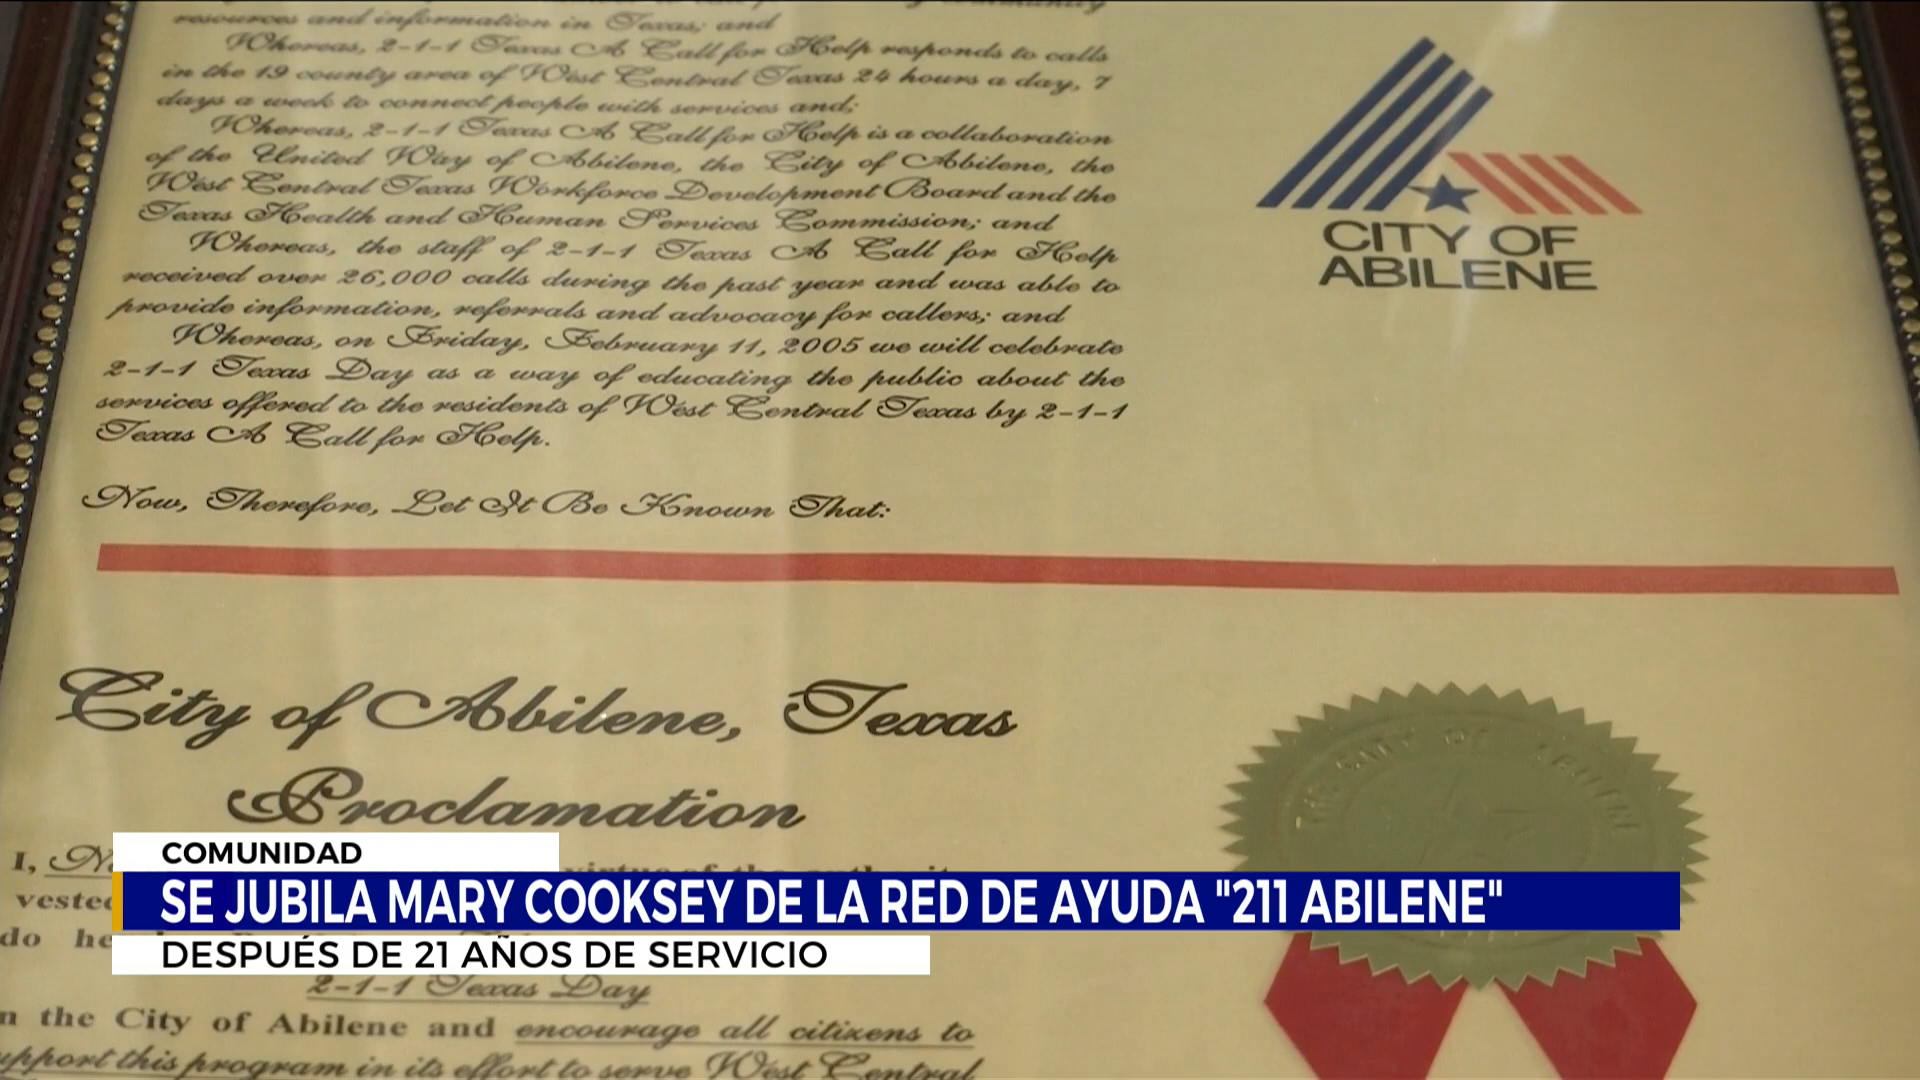 resources and information in Texas; and
Whereas, 2-1-1 Texas A Call for Help responds to calls
in the 19 county area of West Central Texas 24 hours a day, 7
days a week to connect people with services and;
Whereas, 2-1-1 Texas A Call for Help is a collaboration
of the United Way of Abilene, the City of Abilene, the
West Central Texas Workforce Development Board and the
Texas Health and Human Services Commission; and
Whereas, the staff of 2-1-1 Texas A Call for Help
received over 26,000 calls during the past year and was able to
provide information, referrals and advocacy for callers; and
Whereas, on Friday, February 11, 2005 we will celebrate
2-1-1 Texas Day as a way of educating the public about the
services offered to the residents of West Central Texas by 2-1-1
Texas A Call for Help.
Now, Therefore, Let It Be Known That:
CITY OF
ABILENE
City of Abilene, Texas
Proclamation
THE CITY OF
I,
COMUNIDAD
SE JUBILA MARY COOKSEY DE LA RED DE AYUDA "211 ABILENE"
do
DESPUÉS DE 21 AÑOS DE SERVICIO
2-1-1 Texas Day
the City of Abilene and encourage all citizens to
this program in its effort to serve West Central